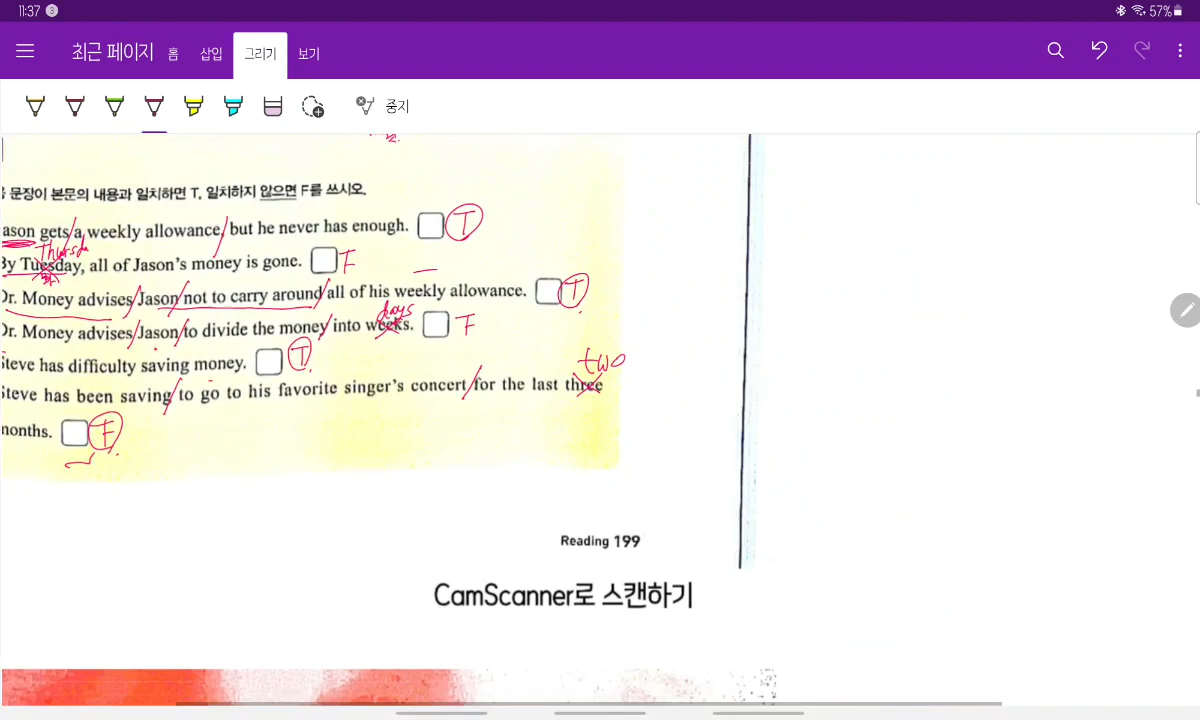 11:37 3 57%
최근 페이지 홈 삽입 그리기 보기
중지
문장이 본문의 내용과 일치하면 T, 일치하지 않으면 F를 쓰시오.
ason gets a weekly allowance, but he never has enough. T
Thursda
By Tuesday, all of Jason's money is gone. F
Dr. Money advises Jason not to carry around all of his weekly allowance. T
days
Dr. Money advises Jason to divide the money into weeks. F
Steve has difficulty saving money. T
two
Steve has been saving to go to his favorite singer's concert for the last three
months. F
Reading 199
CamScanner로 스캔하기